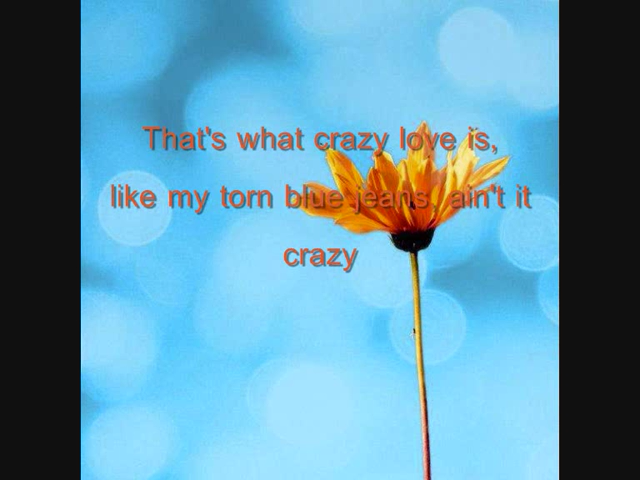 That's what crazy love is,
like my torn blue jeans, ain't it
crazy